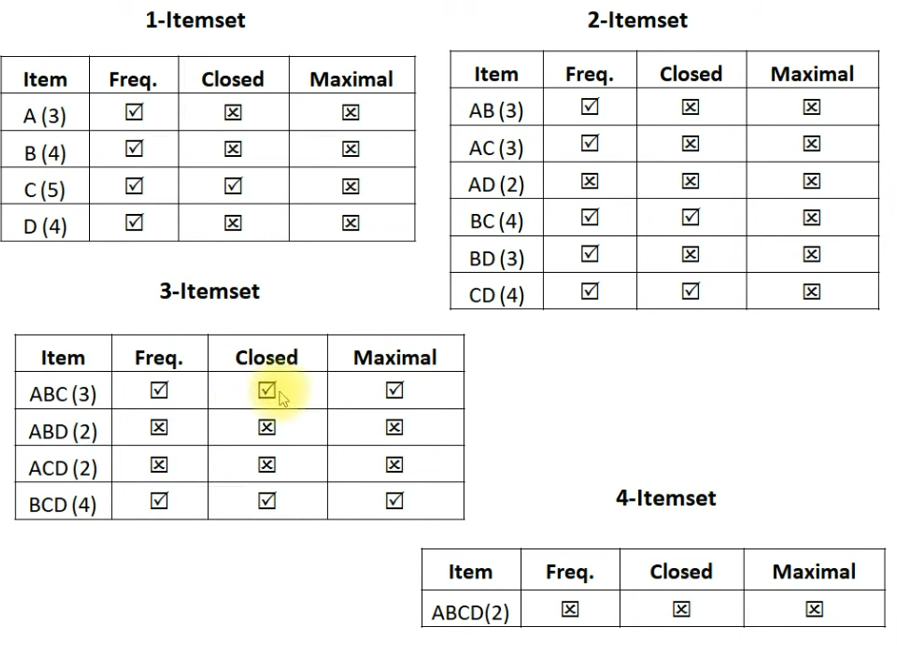 1-Itemset
Item Freq. Closed Maximal
A (3) ☑ ☒ ☒
B (4) ☑ ☒ ☒
C (5) ☑ ☑ ☒
D (4) ☑ ☒ ☒
2-Itemset
Item Freq. Closed Maximal
AB (3) ☑ ☒ ☒
AC (3) ☑ ☒ ☒
AD (2) ☒ ☒ ☒
BC (4) ☑ ☑ ☒
BD (3) ☑ ☒ ☒
CD (4) ☑ ☑ ☒
3-Itemset
Item Freq. Closed Maximal
ABC (3) ☑ ☑ ☑
ABD (2) ☒ ☒ ☒
ACD (2) ☒ ☒ ☒
BCD (4) ☑ ☑ ☑
4-Itemset
Item Freq. Closed Maximal
ABCD(2) ☒ ☒ ☒